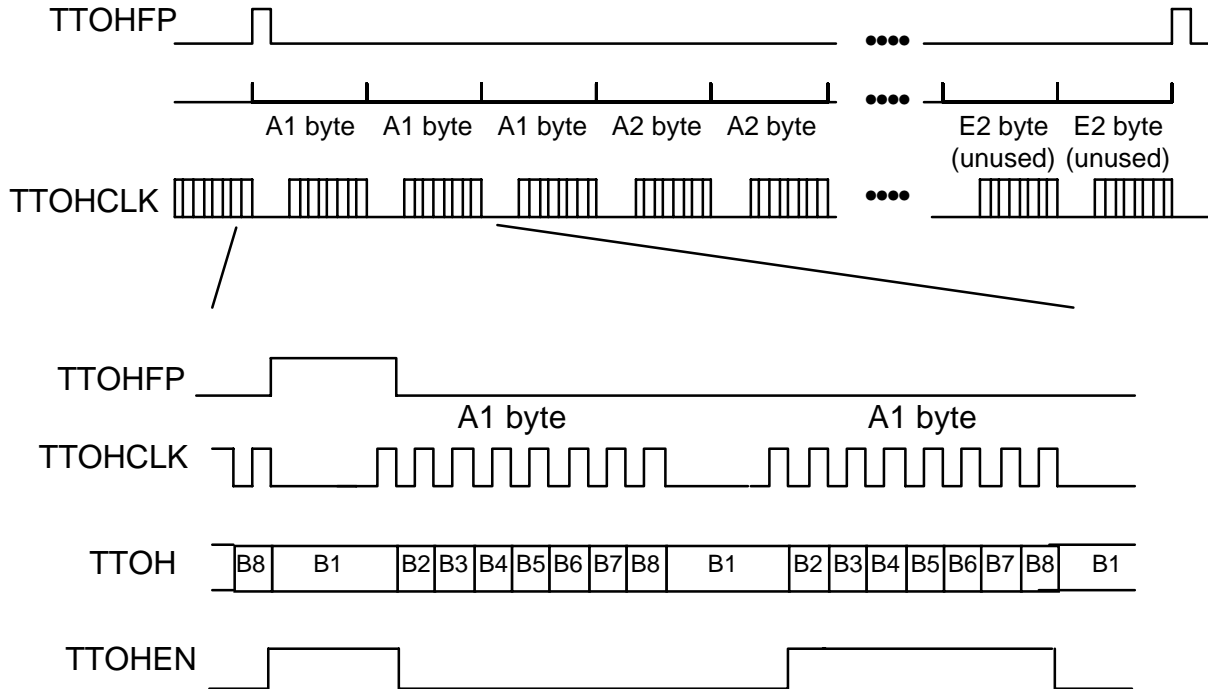 TTOHFP
A1 byte A1 byte A1 byte A2 byte A2 byte E2 byte E2 byte
(unused) (unused)
TTOHCLK
TTOHFP
A1 byte A1 byte
TTOHCLK
TTOH B8 B1 B2 B3 B4 B5 B6 B7 B8 B1 B2 B3 B4 B5 B6 B7 B8 B1
TTOHEN